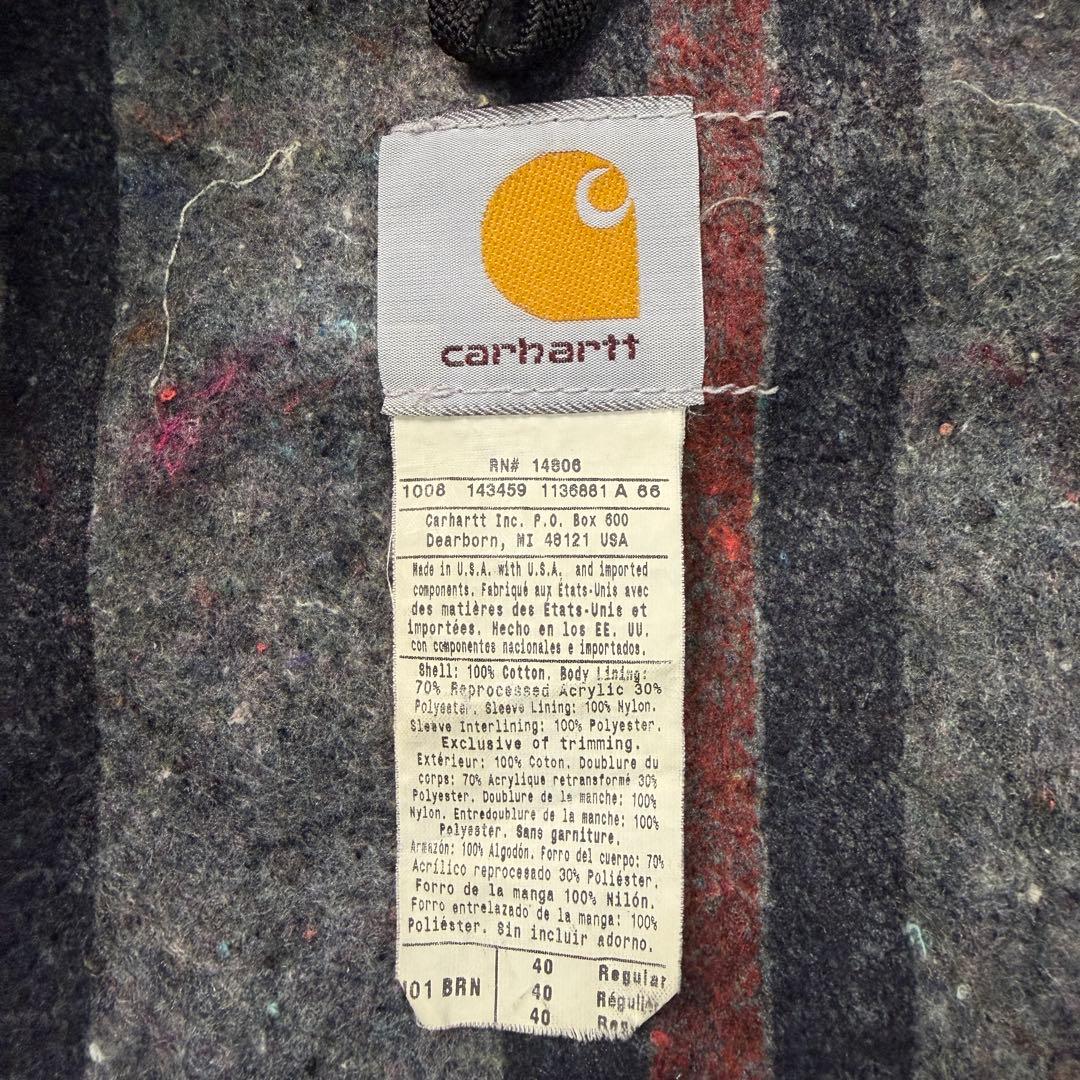 carhartt
RN# 14806
1008 143459 1136881 A 66
Carhartt Inc. P.O. Box 600
Dearborn, MI 48121 USA
Made in U.S.A. with U.S.A. and imported
components. Fabriqué aux États-Unis avec
des matières des États-Unis et
importées. Hecho en los EE. UU.
con componentes nacionales e importados.
Shell: 100% Cotton. Body Lining:
70% Reprocessed Acrylic 30%
Polyester. Sleeve Lining: 100% Nylon.
Sleeve Interlining: 100% Polyester.
Exclusive of trimming.
Extérieur: 100% Coton. Doublure du
corps: 70% Acrylique retransformé 30%
Polyester. Doublure de la manche: 100%
Nylon. Entredoublure de la manche: 100%
Polyester. Sans garniture.
Armazón: 100% Algodón. Forro del cuerpo: 70%
Acrílico reprocesado 30% Poliéster.
Forro de la manga 100% Nilón.
Forro entrelazado de la manga: 100%
Poliéster. Sin incluir adorno.
J01 BRN
40 Regular
40
40